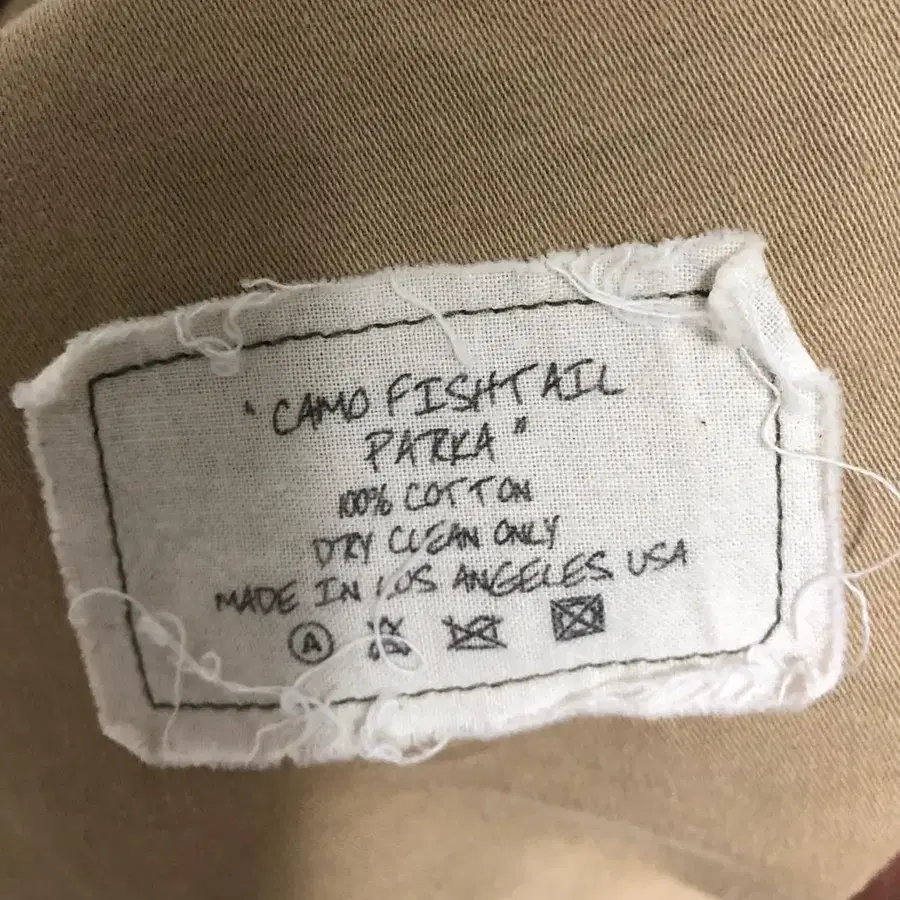 "CAMO FISHTAIL
PARKA"
100% COTTON
DRY CLEAN ONLY
MADE IN LOS ANGELES USA
A